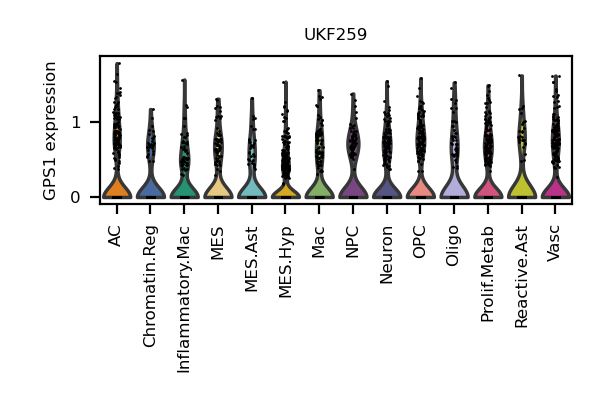 UKF259
GPS1 expression
1
0
AC
Chromatin.Reg
Inflammatory.Mac
MES
MES.Ast
MES.Hyp
Mac
NPC
Neuron
OPC
Oligo
Prolif.Metab
Reactive.Ast
Vasc